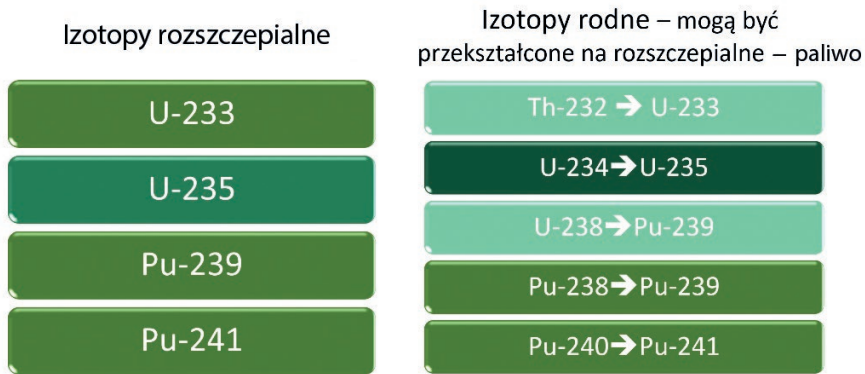 Izotopy rozszczepialne
U-233
U-235
Pu-239
Pu-241
Izotopy rodne – mogą być
przekształcone na rozszczepialne – paliwo
Th-232 ➔ U-233
U-234➔U-235
U-238➔Pu-239
Pu-238➔Pu-239
Pu-240➔Pu-241